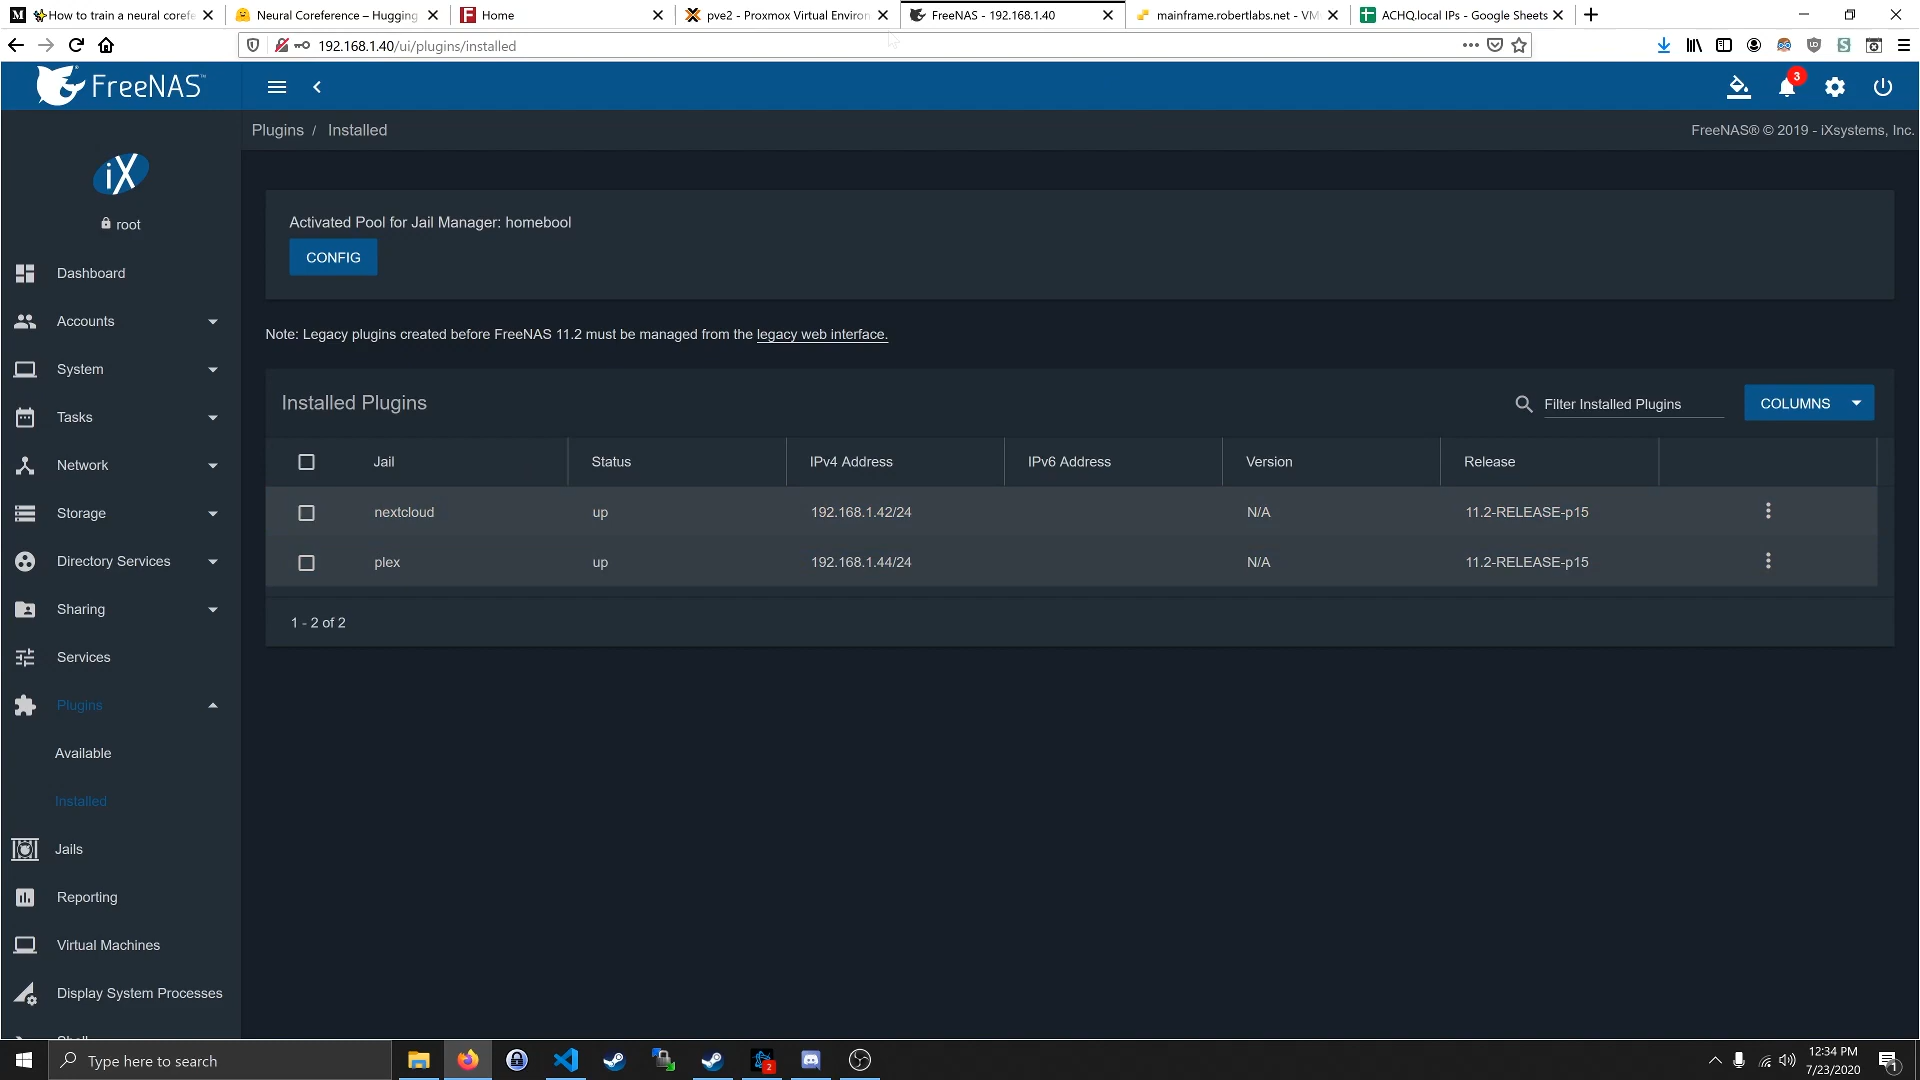 How to train a neural corefe
Neural Coreference – Hugging
Home
pve2 - Proxmox Virtual Environ
FreeNAS - 192.168.1.40
mainframe.robertlabs.net - VM
ACHQ.local IPs - Google Sheets
192.168.1.40/ui/plugins/installed
FreeNAS
3
Plugins / Installed
FreeNAS® © 2019 - iXsystems, Inc.
iX
root
Dashboard
Accounts
System
Tasks
Network
Storage
Directory Services
Sharing
Services
Plugins
Available
Installed
Jails
Reporting
Virtual Machines
Display System Processes
Shell
Activated Pool for Jail Manager: homebool
CONFIG
Note: Legacy plugins created before FreeNAS 11.2 must be managed from the legacy web interface.
Installed Plugins
Filter Installed Plugins
COLUMNS
Jail Status IPv4 Address IPv6 Address Version Release
nextcloud up 192.168.1.42/24 N/A 11.2-RELEASE-p15
plex up 192.168.1.44/24 N/A 11.2-RELEASE-p15
1 - 2 of 2
Type here to search
2
12:34 PM
7/23/2020
1